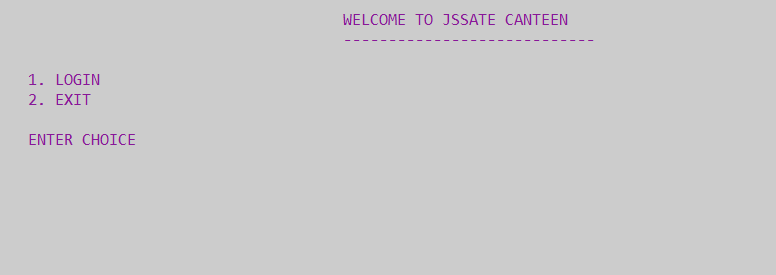 WELCOME TO JSSATE CANTEEN
----------------------------
1. LOGIN
2. EXIT
ENTER CHOICE